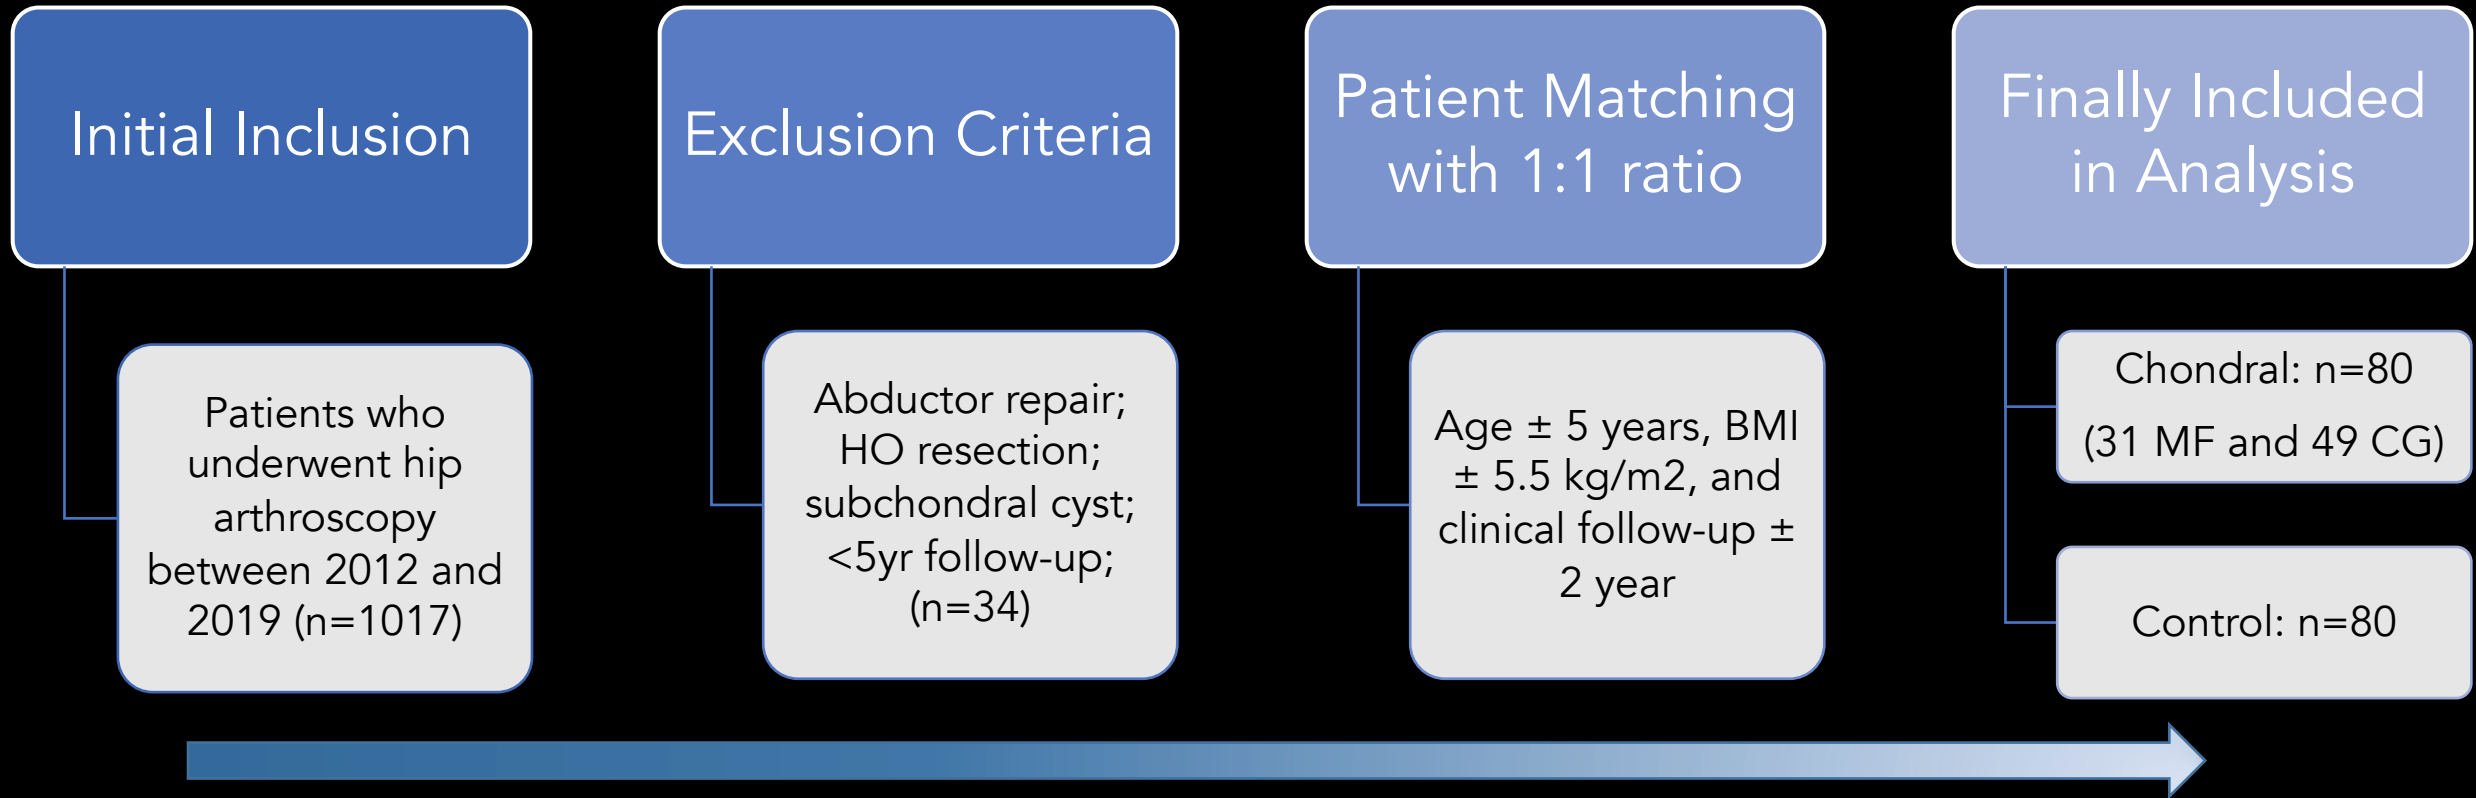 Initial Inclusion
Patients who
underwent hip
arthroscopy
between 2012 and
2019 (n=1017)
Exclusion Criteria
Abductor repair;
HO resection;
subchondral cyst;
<5yr follow-up;
(n=34)
Patient Matching
with 1:1 ratio
Age ± 5 years, BMI
± 5.5 kg/m2, and
clinical follow-up ±
2 year
Finally Included
in Analysis
Chondral: n=80
(31 MF and 49 CG)
Control: n=80